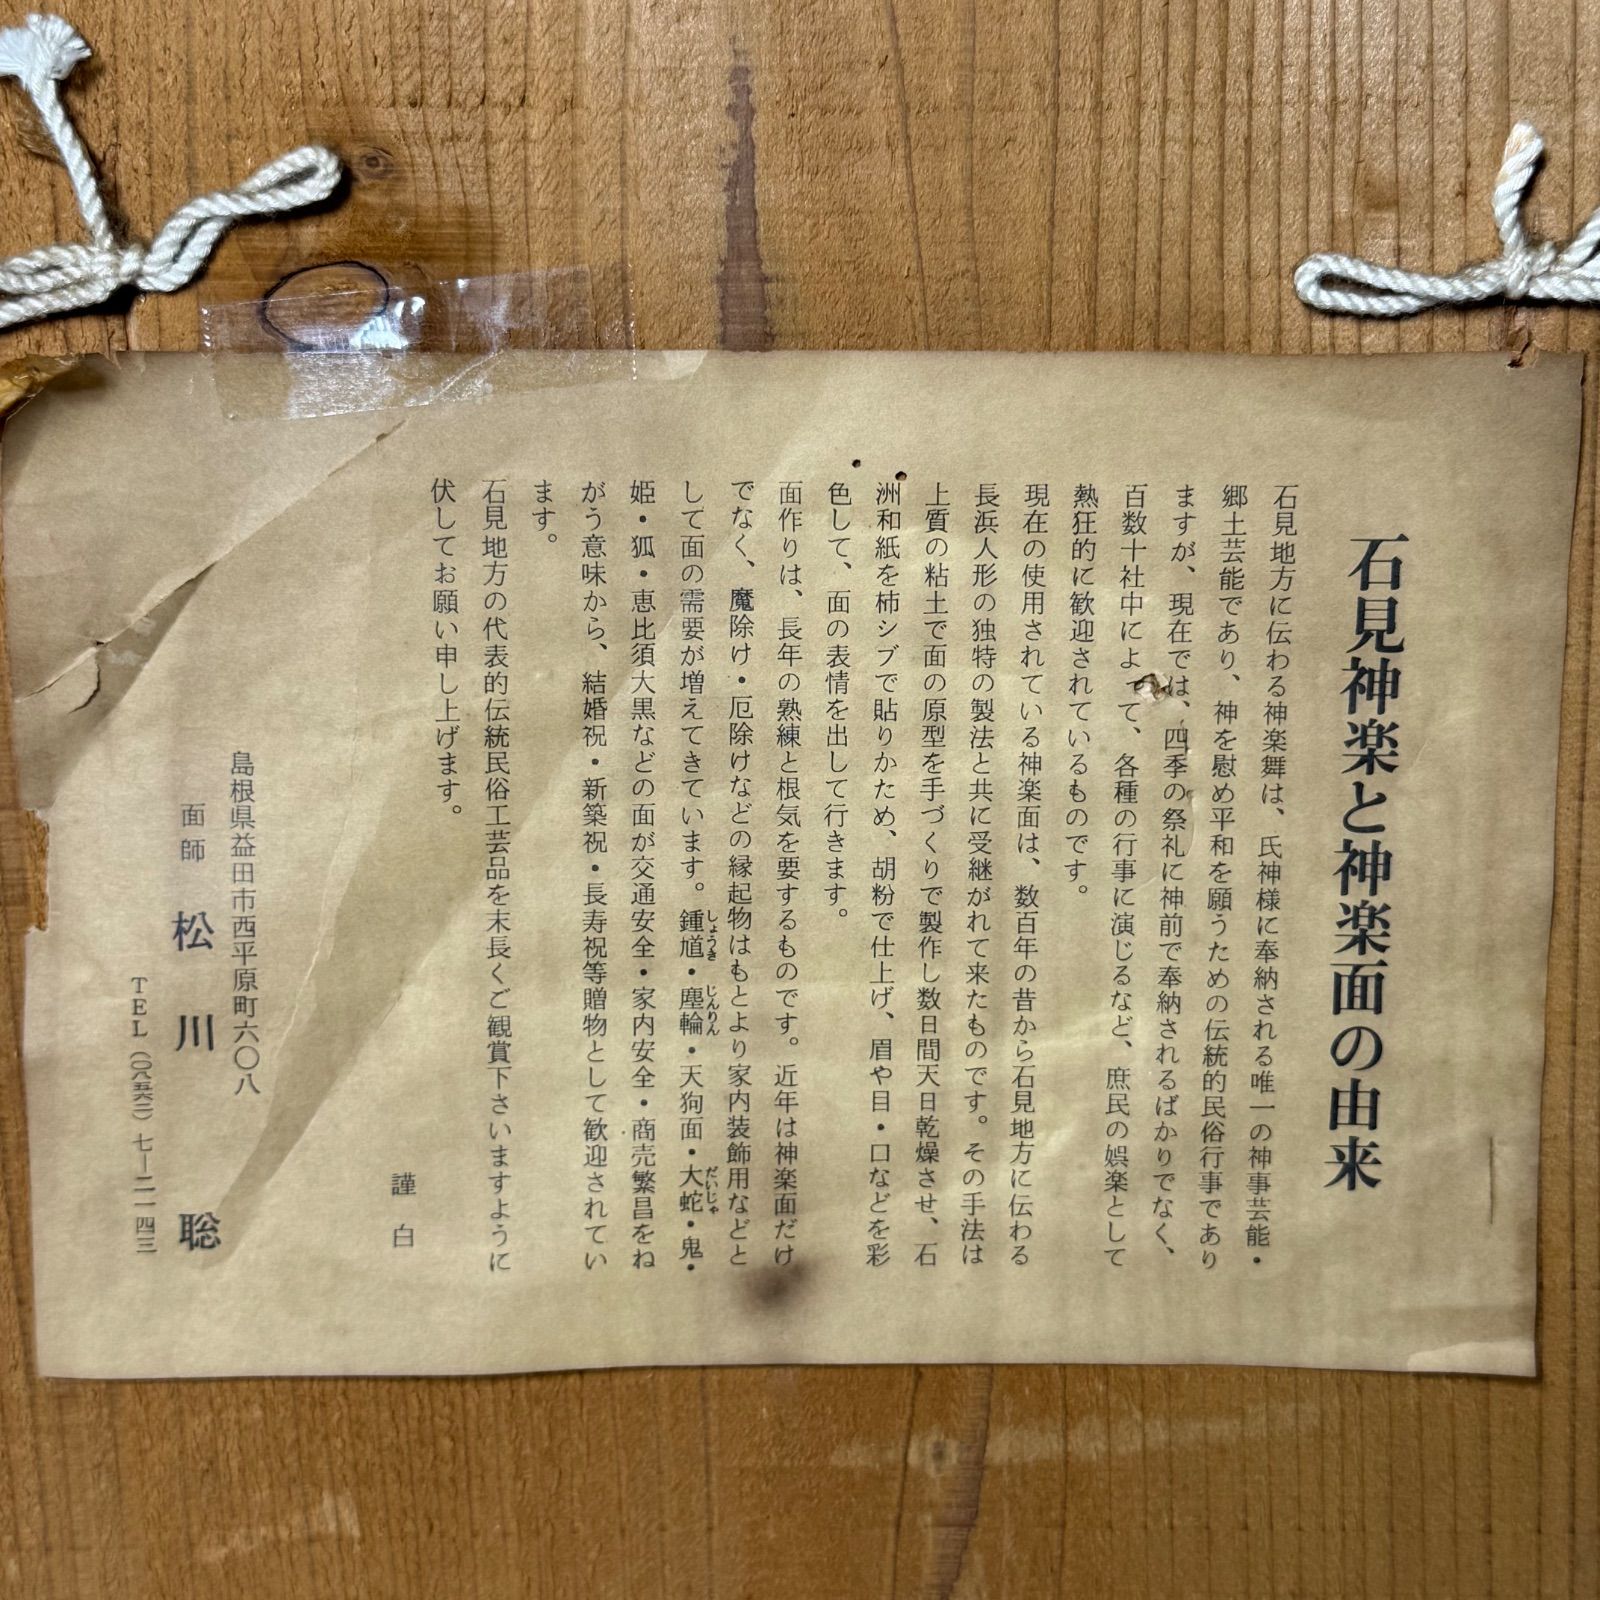 石見神楽と神楽面の由来
石見地方に伝わる神楽舞は、氏神様に奉納される唯一の神事芸能・
郷土芸能であり、神を慰め平和を願うための伝統的民俗行事であり
ますが、現在では、四季の祭礼に神前で奉納されるばかりでなく、
百数十社中によって、各種の行事に演じるなど、庶民の娯楽として
熱狂的に歓迎されているものです。
現在の使用されている神楽面は、数百年の昔から石見地方に伝わる
長浜人形の独特の製法と共に受継がれて来たものです。その手法は
上質の粘土で面の原型を手づくりで製作し数日間天日乾燥させ、石
洲和紙を柿シブで貼りかため、胡粉で仕上げ、眉や目・口などを彩
色して、面の表情を出して行きます。
面作りは、長年の熟練と根気を要するものです。近年は神楽面だけ
でなく、魔除け・厄除けなどの縁起物はもとより家内装飾用などと
して面の需要が増えてきています。鍾馗・塵輪・天狗面・大蛇・鬼・
しょうき じんりん だいじゃ
姫・狐・恵比須大黒などの面が交通安全・家内安全・商売繁昌をね
がう意味から、結婚祝・新築祝・長寿祝等贈物として歓迎されてい
ます。
石見地方の代表的伝統民俗工芸品を末長くご観賞下さいますように
伏してお願い申し上げます。
謹白
島根県益田市西平原町六〇八
面師 松川聡
TEL（〇八五六二）七―二一四三